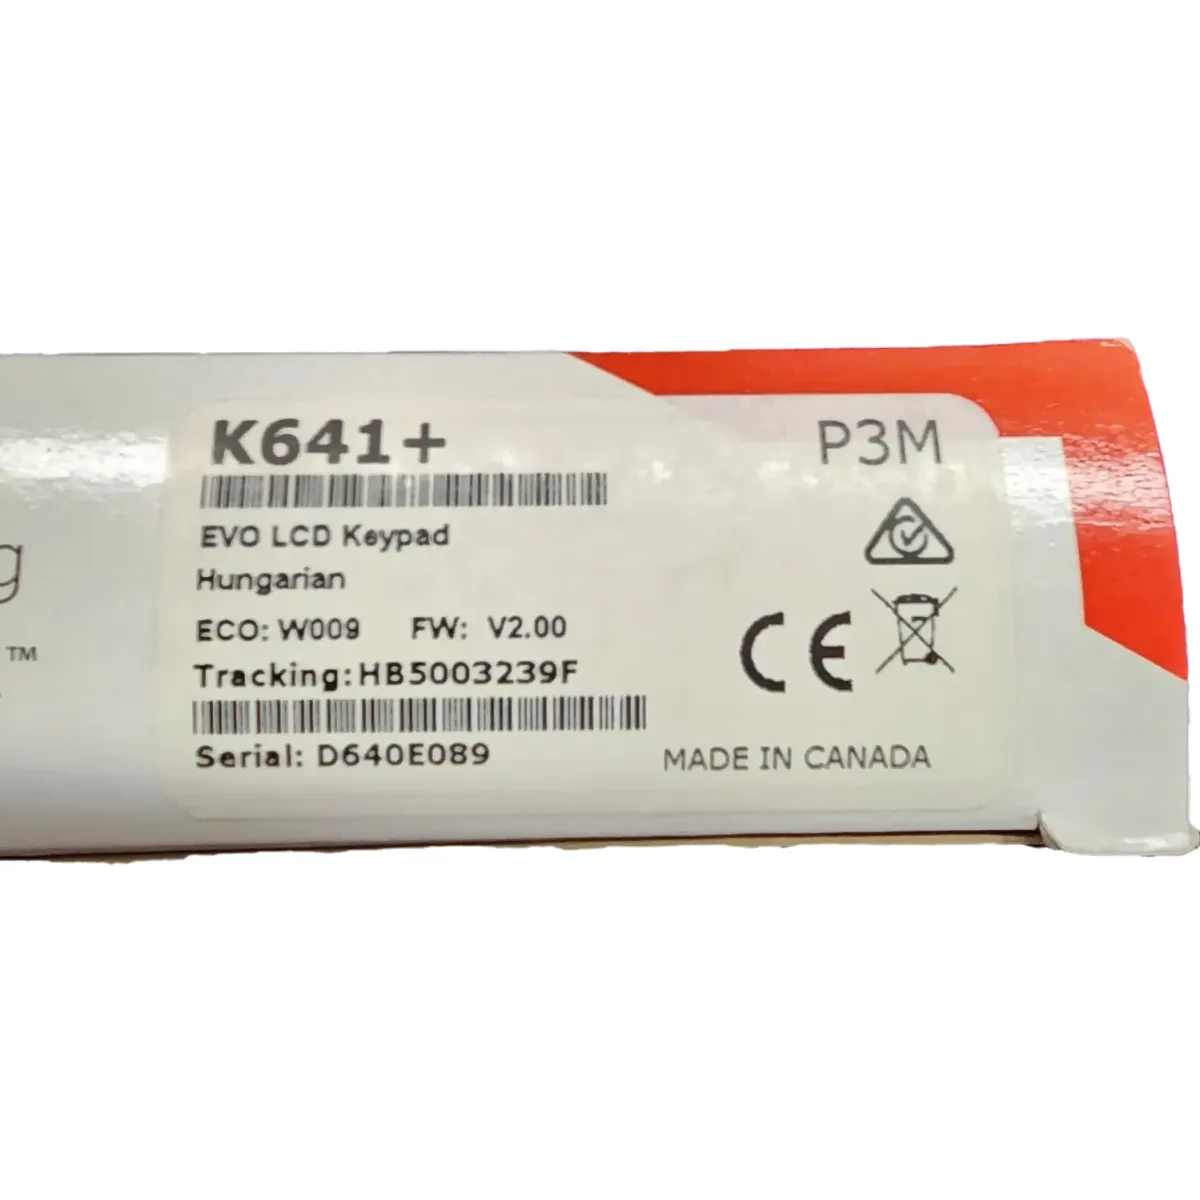 K641+
P3M
EVO LCD Keypad
Hungarian
ECO: W009 FW: V2.00
Tracking:HB5003239F
Serial: D640E089
CE
MADE IN CANADA
g
TM